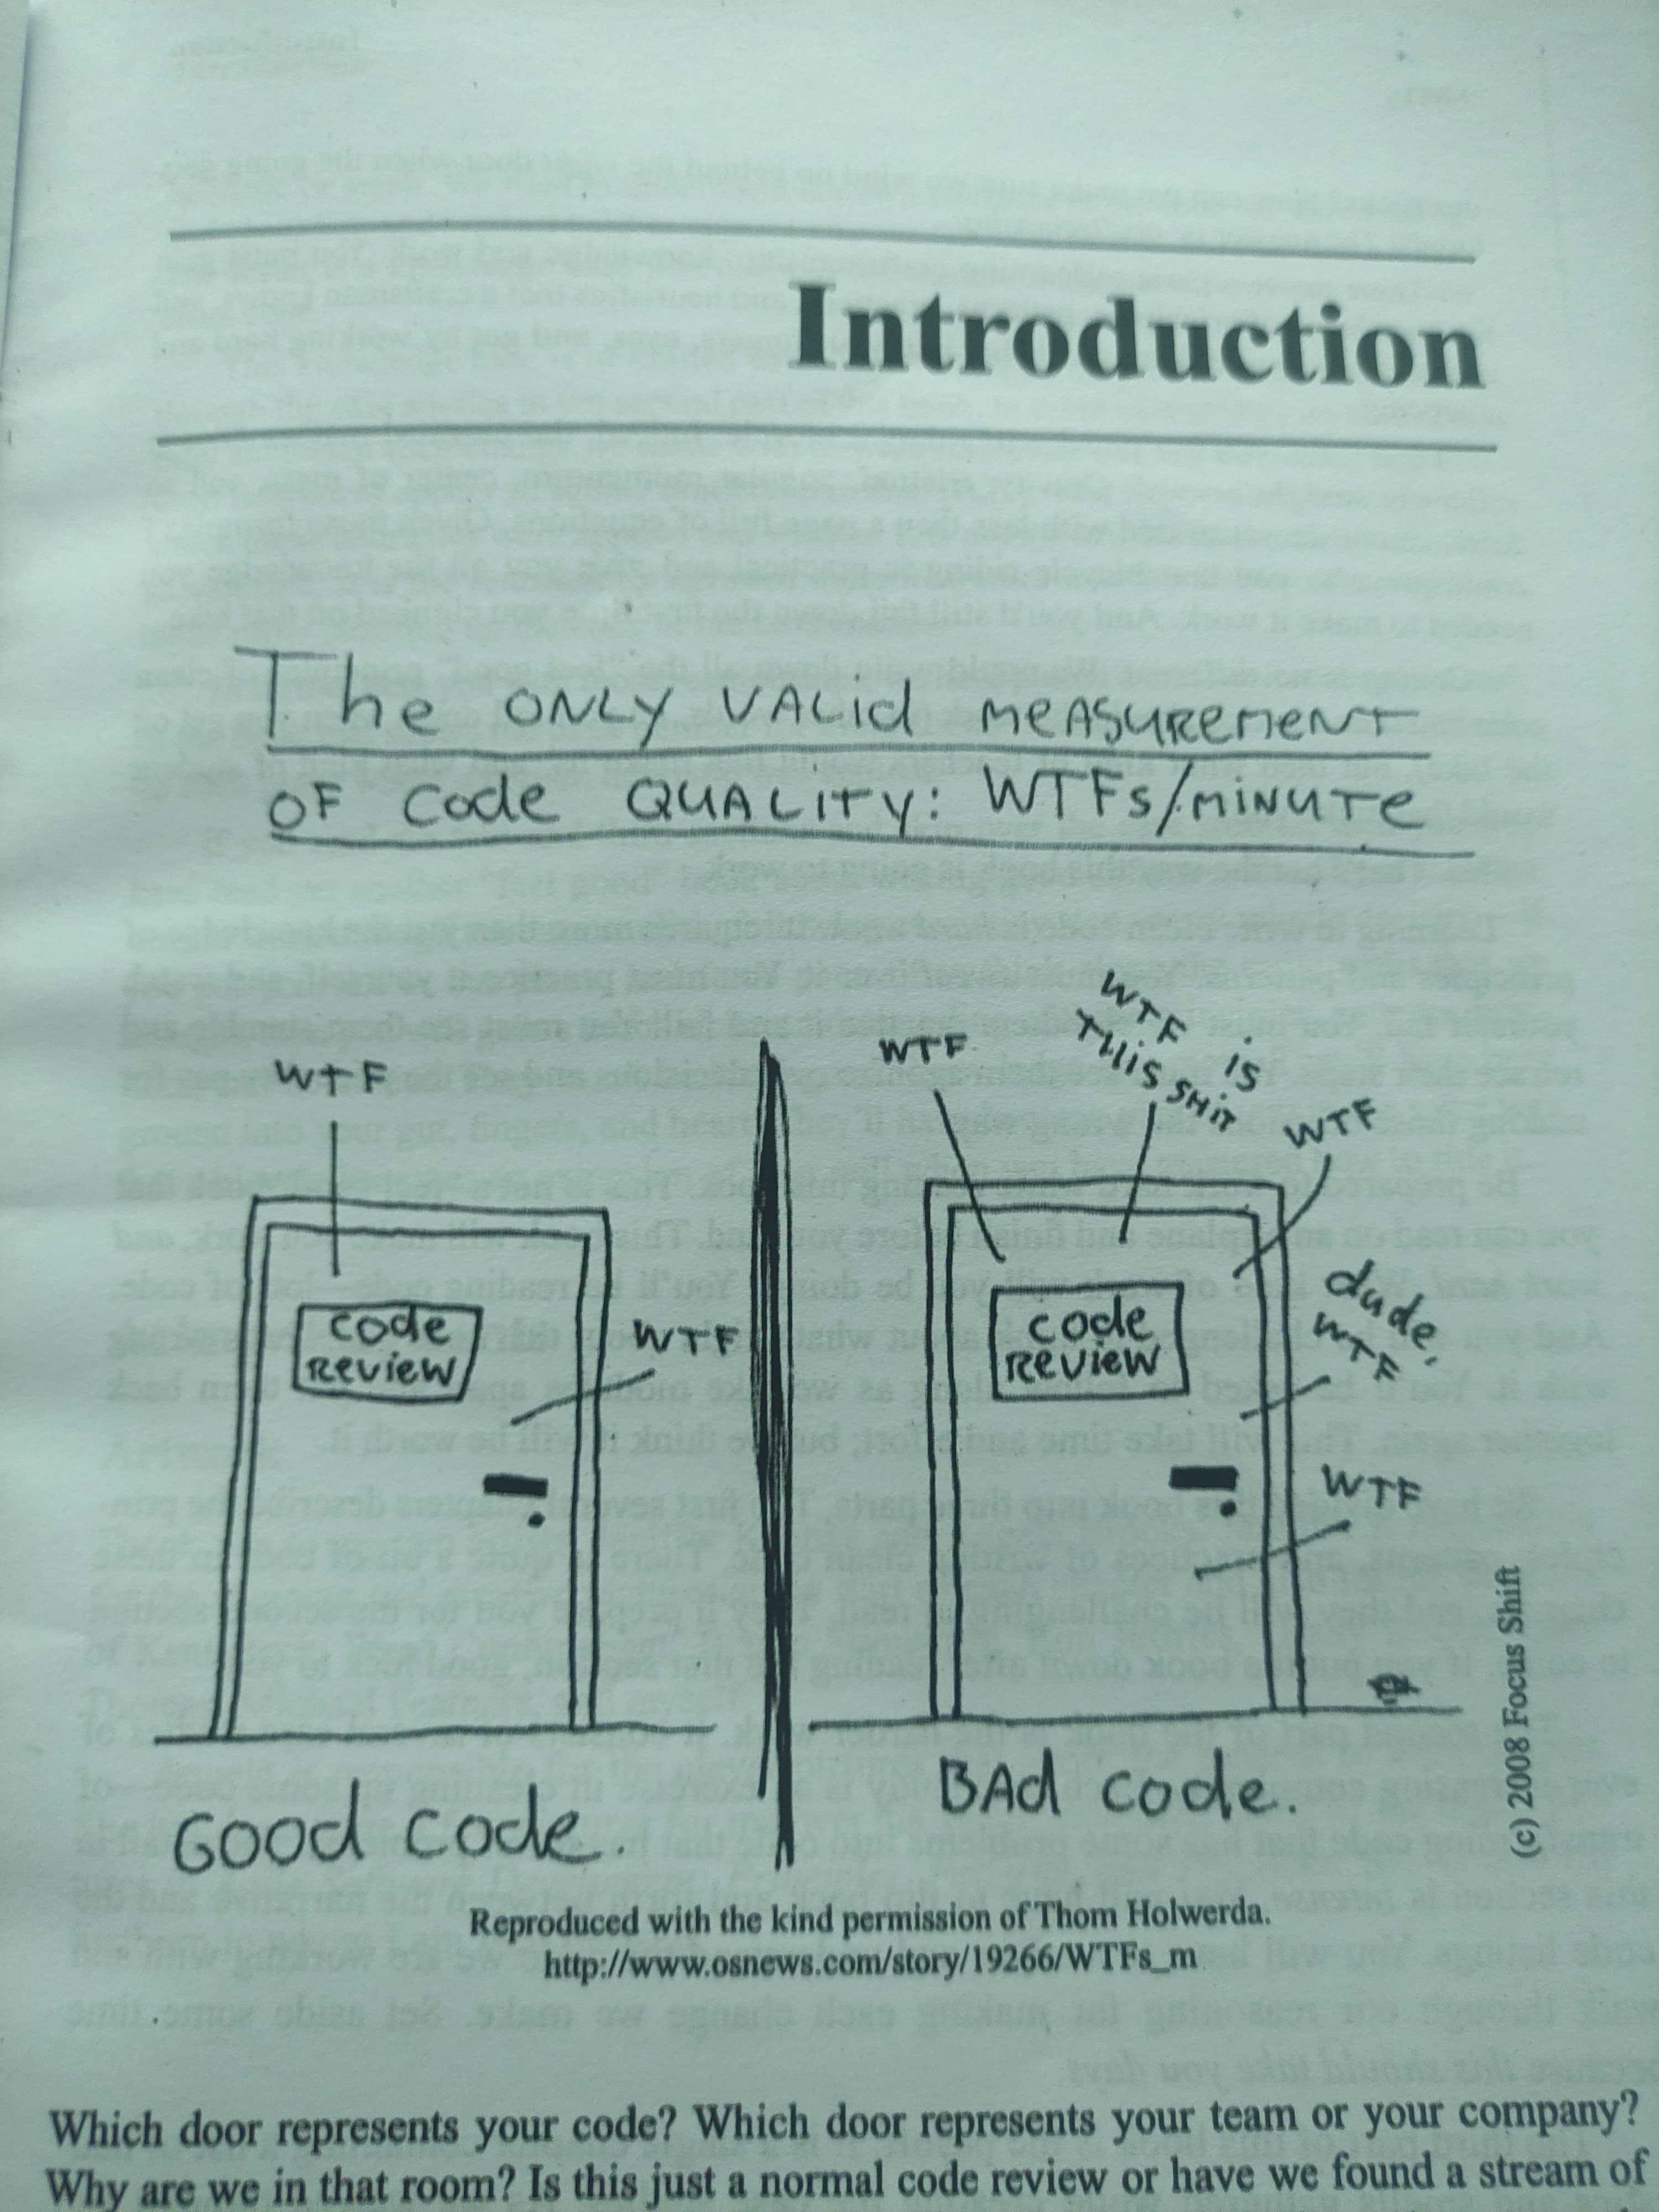 Introduction
The ONLY VALid MEASUREMENT
OF Code QUALITY: WTFs/MINUTE
WTF
code
REVIEW
WTF
Good code.
WTF
WTF is
THis SHiT
WTF
dude,
WTF
code
REVIEW
WTF
BAd code.
(c) 2008 Focus Shift
Reproduced with the kind permission of Thom Holwerda.
http://www.osnews.com/story/19266/WTFs_m
Which door represents your code? Which door represents your team or your company?
Why are we in that room? Is this just a normal code review or have we found a stream of